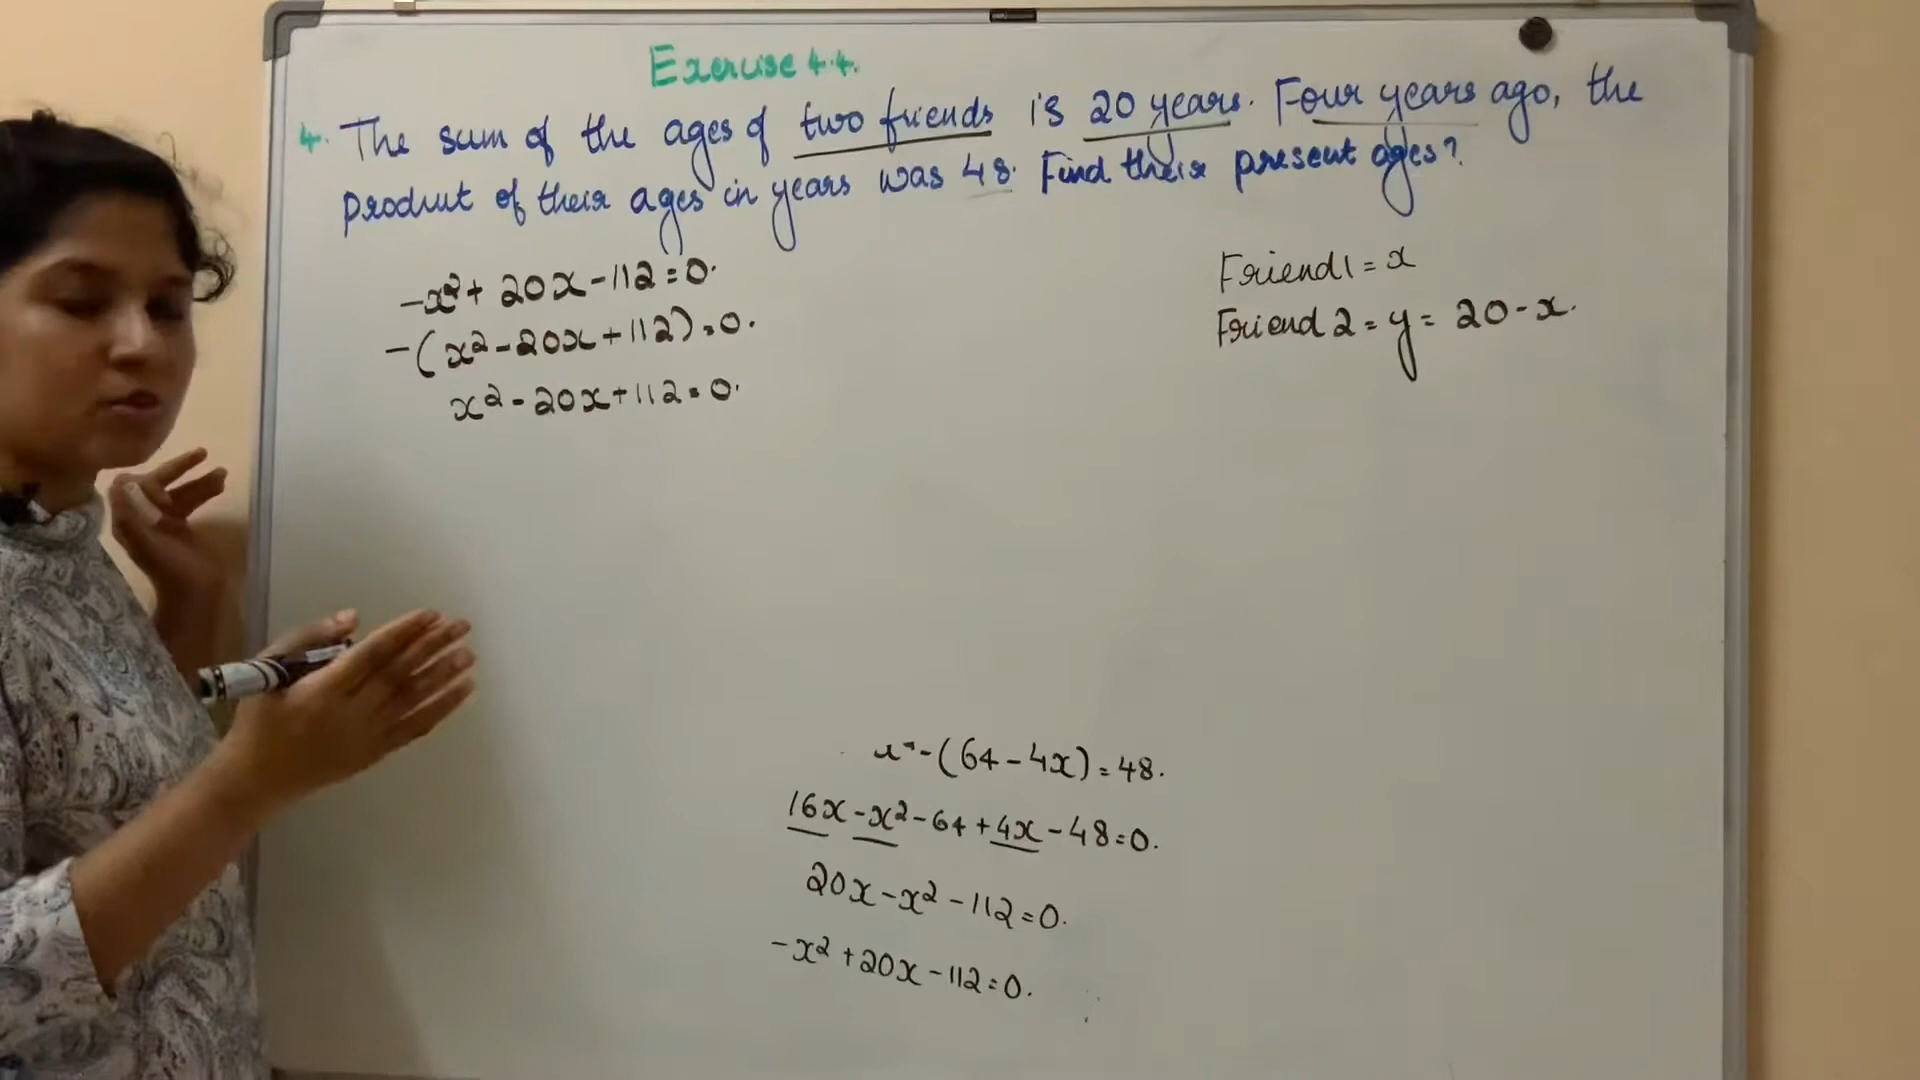 Exercise 4.4.
4. The sum of the ages of two friends is 20 years. Four years ago, the
product of their ages in years was 48. Find their present ages?
-x²+ 20x-112=0.
-(x²-20x+112)=0.
x²-20x+112=0.
Friend1 = x
Friend 2 = y = 20-x.
-(64-4x)=48.
16x-x²-64+4x-48=0.
20x-x²-112=0.
-x²+20x-112=0.